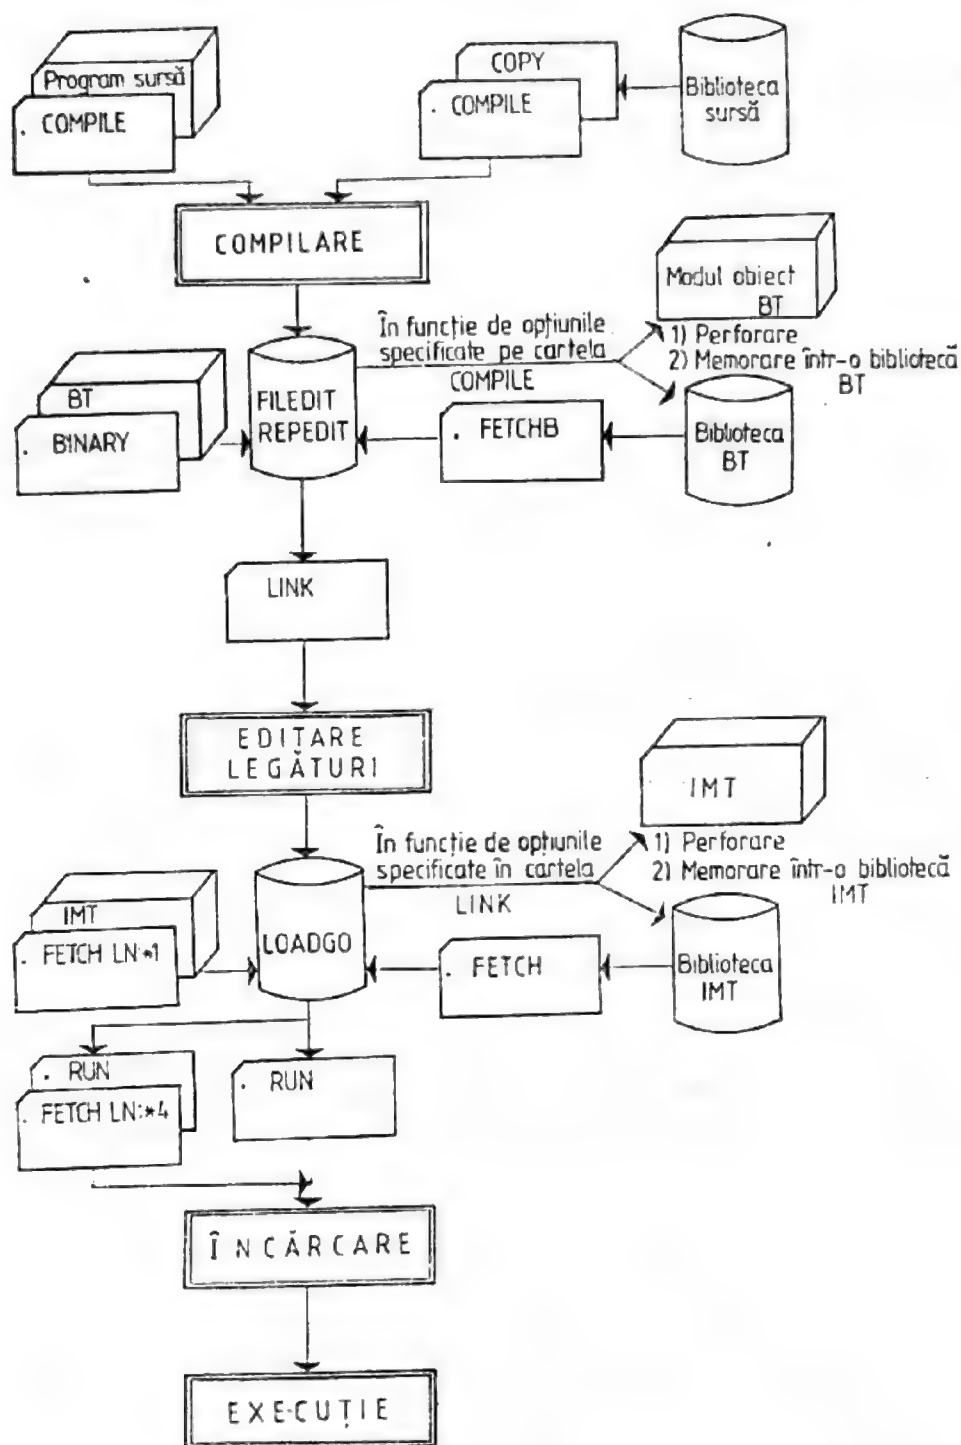 Program sursă
. COMPILE
COPY
. COMPILE
Biblioteca
sursă
COMPILARE
Modul obiect
BT
În funcție de opțiunile
specificate pe cartela
COMPILE
1) Perforare
2) Memorare într-o bibliotecă
BT
BT
. BINARY
FILEDIT
REPEDIT
. FETCHB
Biblioteca
BT
LINK
EDITARE
LEGĂTURI
IMT
În funcție de opțiunile
specificate în cartela
LINK
1) Perforare
2) Memorare într-o bibliotecă
IMT
IMT
. FETCH LN:*1
LOADGO
. FETCH
Biblioteca
IMT
. RUN
. FETCH LN:*4
. RUN
ÎNCĂRCARE
EXECUȚIE